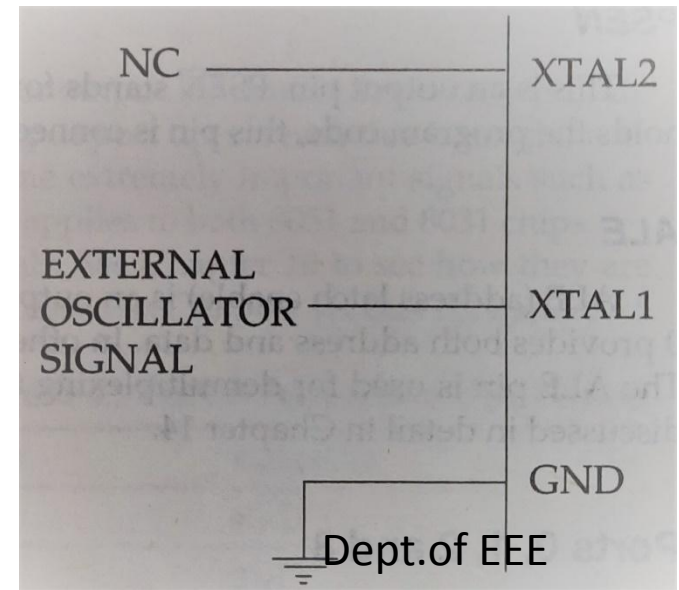 NC
XTAL2
EXTERNAL
OSCILLATOR
SIGNAL
XTAL1
GND
Dept.of EEE